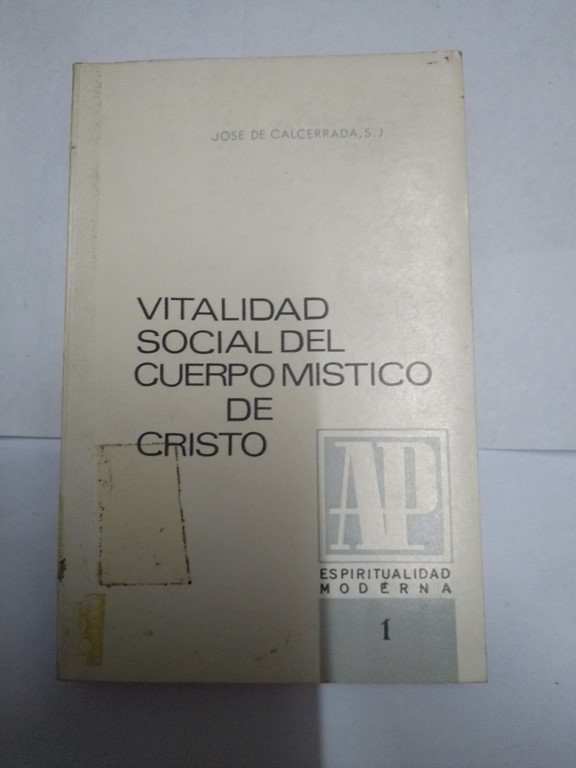 JOSE DE CALCERRADA, S.J.
VITALIDAD
SOCIAL DEL
CUERPO MISTICO
DE
CRISTO
AP
ESPIRITUALIDAD
MODERNA
1